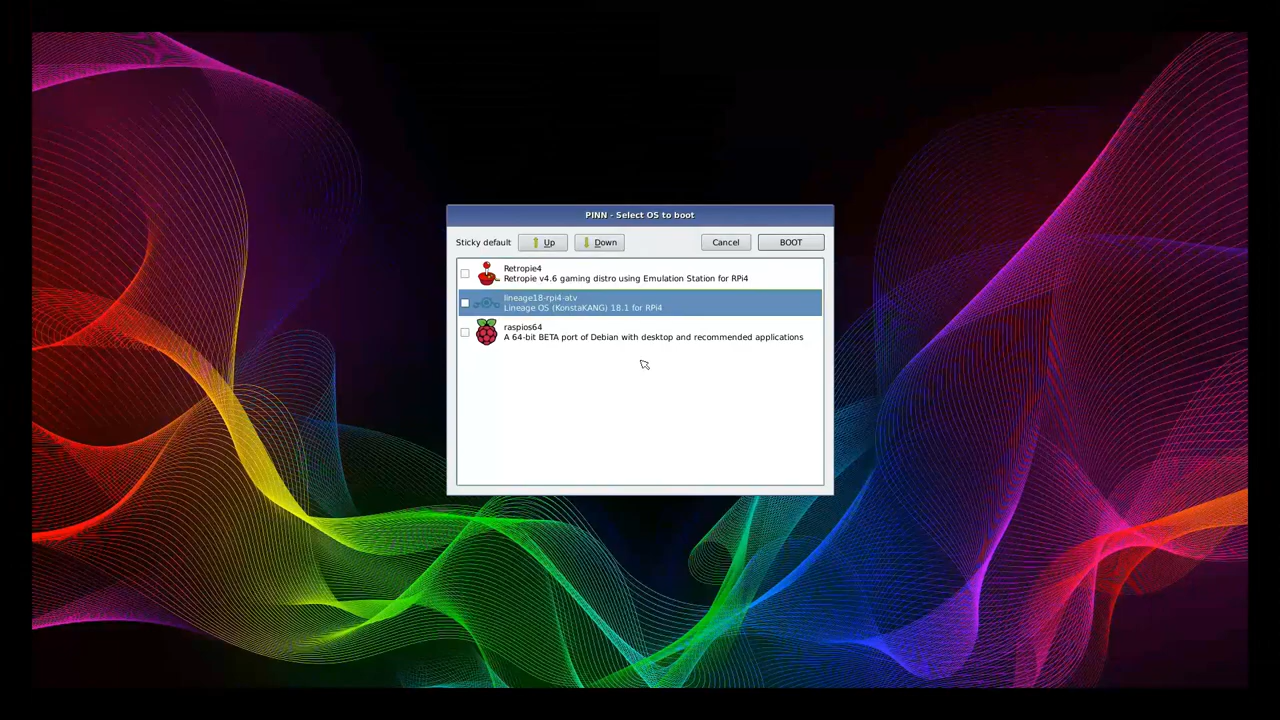 PINN - Select OS to boot
Sticky default Up Down Cancel BOOT
Retropie4
Retropie v4.6 gaming distro using Emulation Station for RPi4
lineage18-rpi4-atv
Lineage OS (KonstaKANG) 18.1 for RPi4
raspios64
A 64-bit BETA port of Debian with desktop and recommended applications